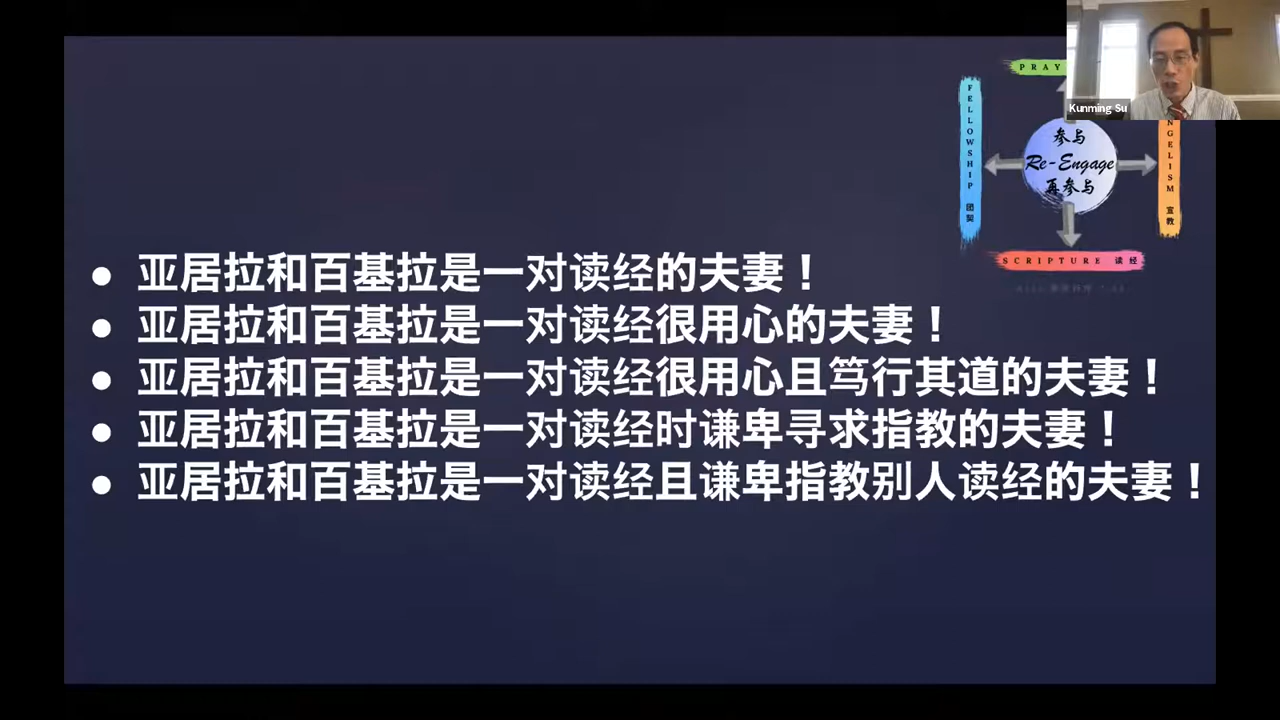 PRAY
Kunming Su
FELLOWSHIP 团契
NGELISM 宣教
参与
Re-Engage
再参与
SCRIPTURE 读经
● 亚居拉和百基拉是一对读经的夫妻！
● 亚居拉和百基拉是一对读经很用心的夫妻！
● 亚居拉和百基拉是一对读经很用心且笃行其道的夫妻！
● 亚居拉和百基拉是一对读经时谦卑寻求指教的夫妻！
● 亚居拉和百基拉是一对读经且谦卑指教别人读经的夫妻！